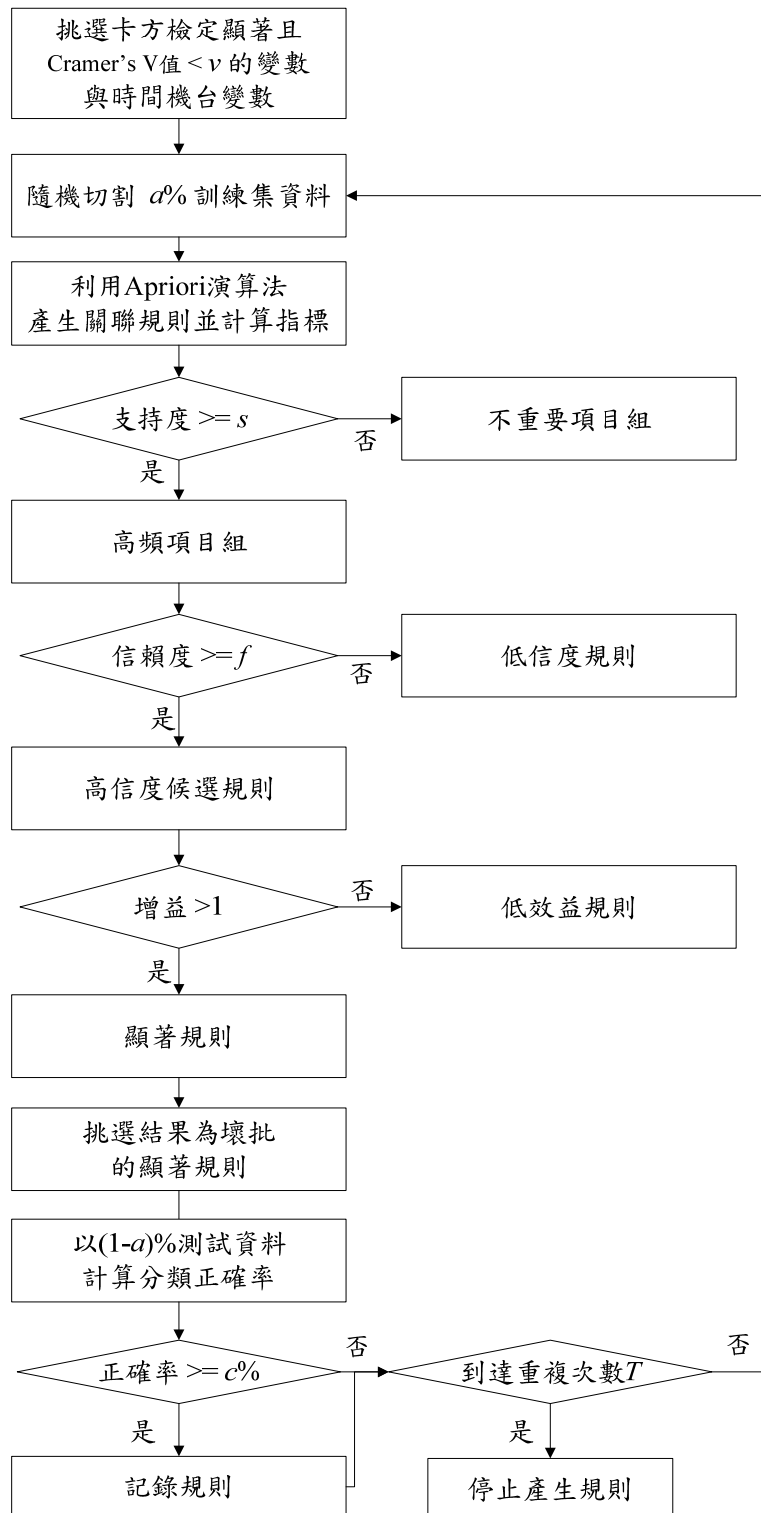 挑選卡方檢定顯著且
Cramer's V值 < v 的變數
與時間機台變數
隨機切割 a% 訓練集資料
利用Apriori演算法
產生關聯規則並計算指標
支持度 >= s
否
不重要項目組
是
高頻項目組
信賴度 >= f
否
低信度規則
是
高信度候選規則
增益 >1
否
低效益規則
是
顯著規則
挑選結果為壞批
的顯著規則
以(1-a)%測試資料
計算分類正確率
正確率 >= c%
否
到達重複次數T
否
是
是
記錄規則
停止產生規則